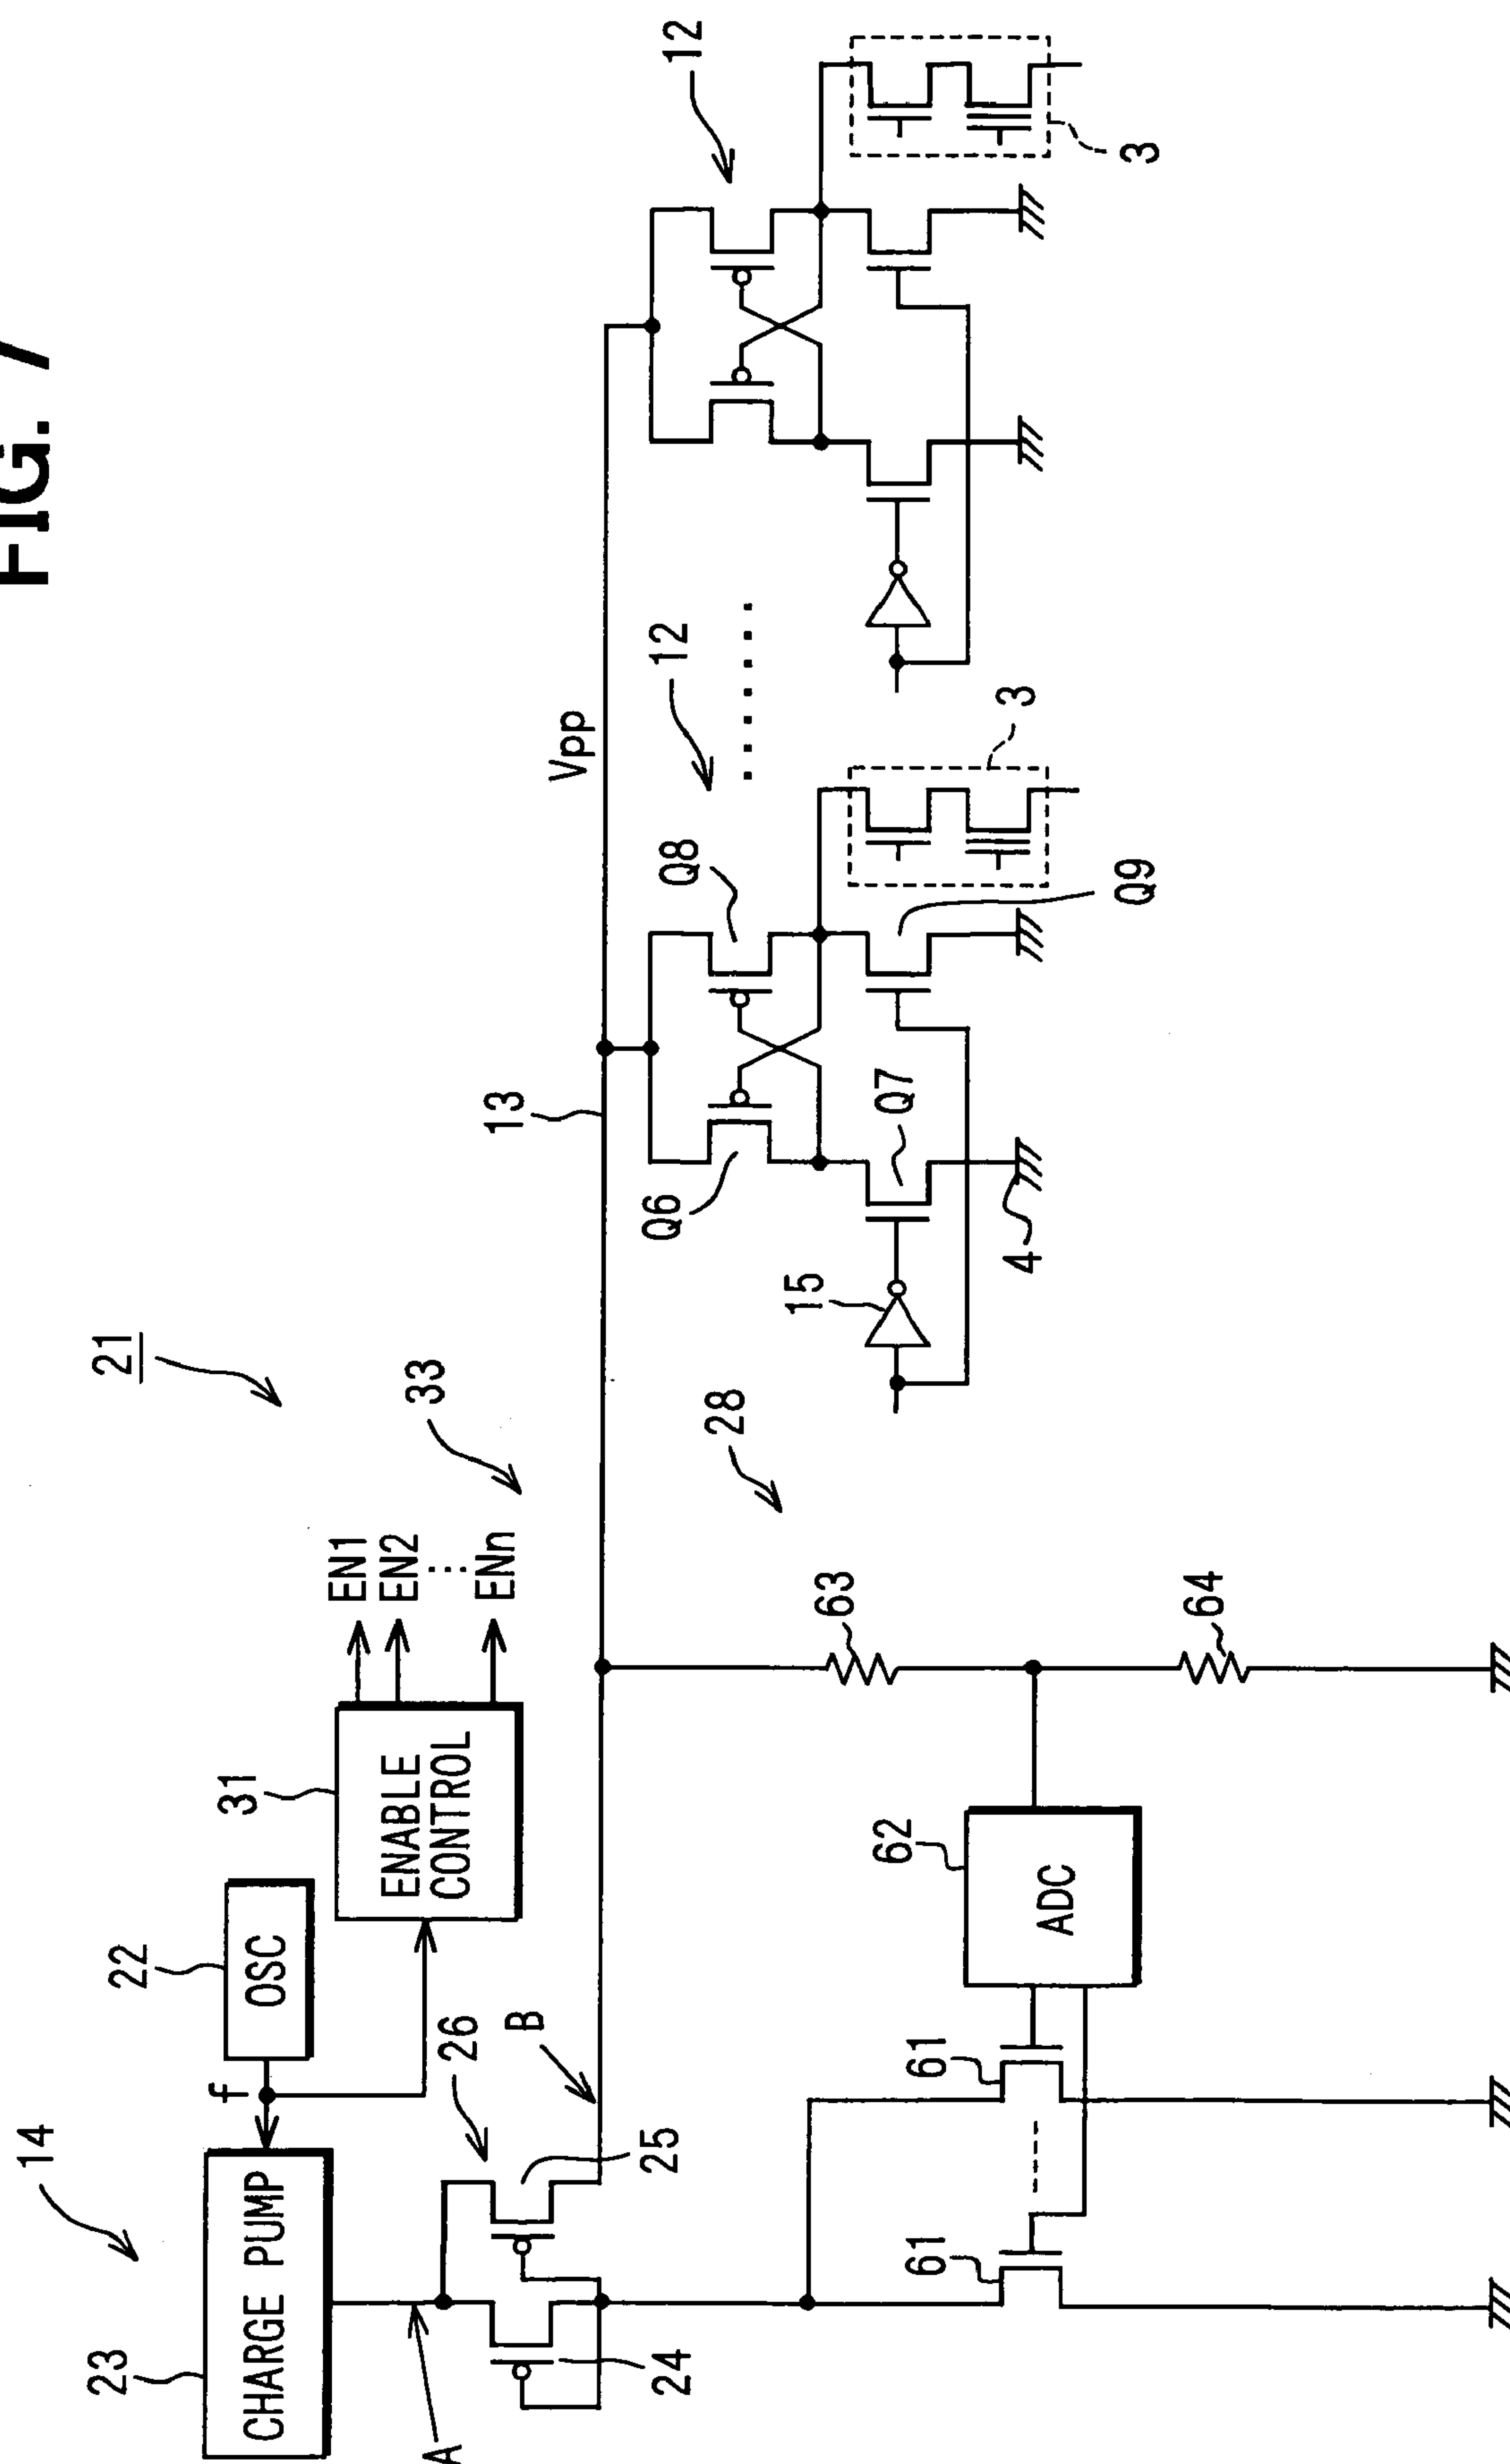 FIG. 7
21
14
22
f
OSC
23
CHARGE PUMP
31
ENABLE
CONTROL
EN1
EN2
⋮
ENn
33
A
26
B
24
25
13
Vpp
12
12
Q6
Q8
Q7
Q9
15
4
3
3
28
63
64
62
ADC
61
61